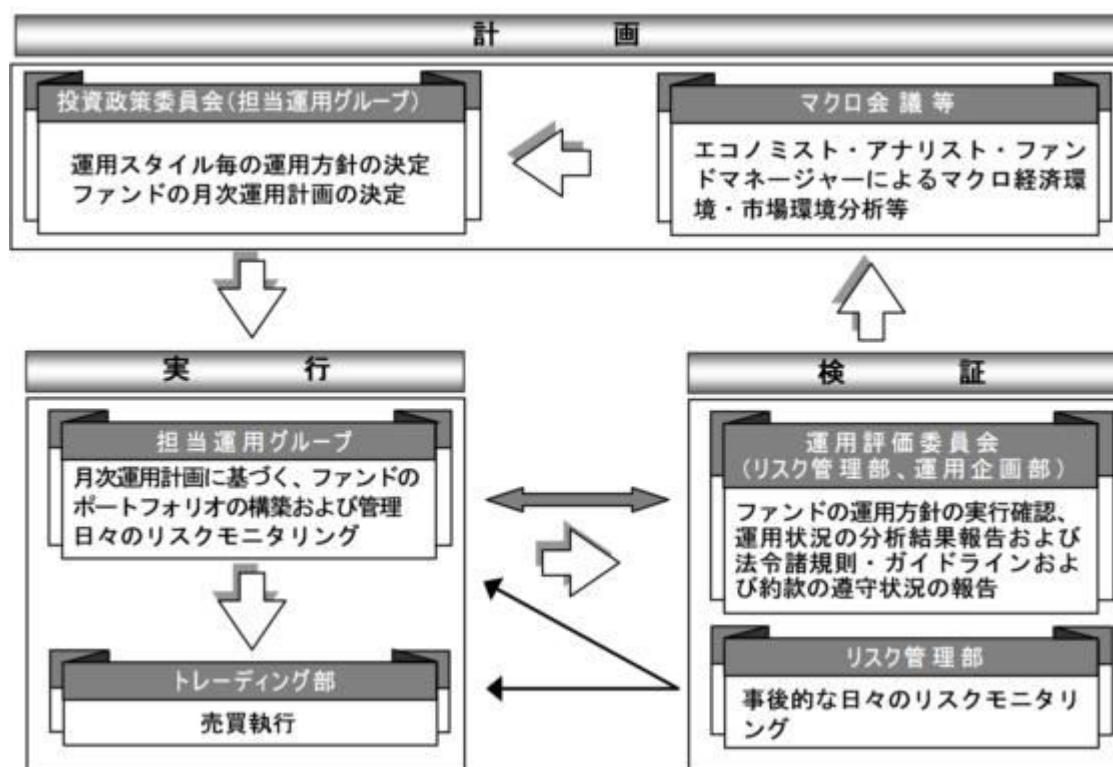 計画
投資政策委員会(担当運用グループ)
運用スタイル毎の運用方針の決定
ファンドの月次運用計画の決定
マクロ会議等
エコノミスト・アナリスト・ファン
ドマネージャーによるマクロ経済環
境・市場環境分析等
実行
担当運用グループ
月次運用計画に基づく、ファンドの
ポートフォリオの構築および管理
日々のリスクモニタリング
トレーディング部
売買執行
検証
運用評価委員会
(リスク管理部、運用企画部)
ファンドの運用方針の実行確認、
運用状況の分析結果報告および
法令諸規則・ガイドラインおよ
び約款の遵守状況の報告
リスク管理部
事後的な日々のリスクモニタリ
ング